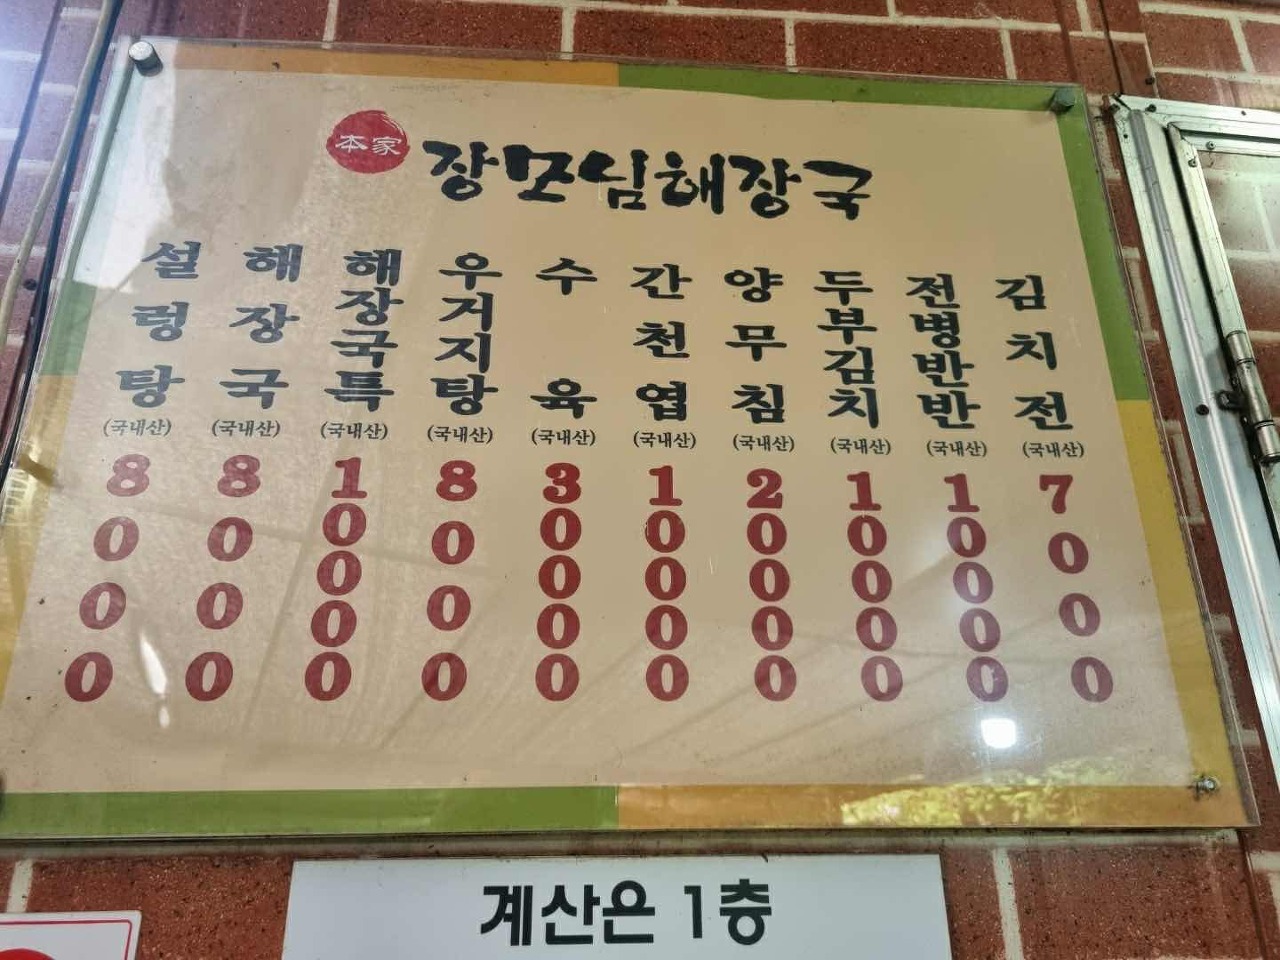 本家
장모님해장국
설렁탕 (국내산) 8000
해장국 (국내산) 8000
해장국특 (국내산) 10000
우거지탕 (국내산) 8000
수육 (국내산) 30000
간천엽 (국내산) 10000
양무침 (국내산) 20000
두부김치 (국내산) 10000
전병반반 (국내산) 10000
김치전 (국내산) 7000
계산은 1층